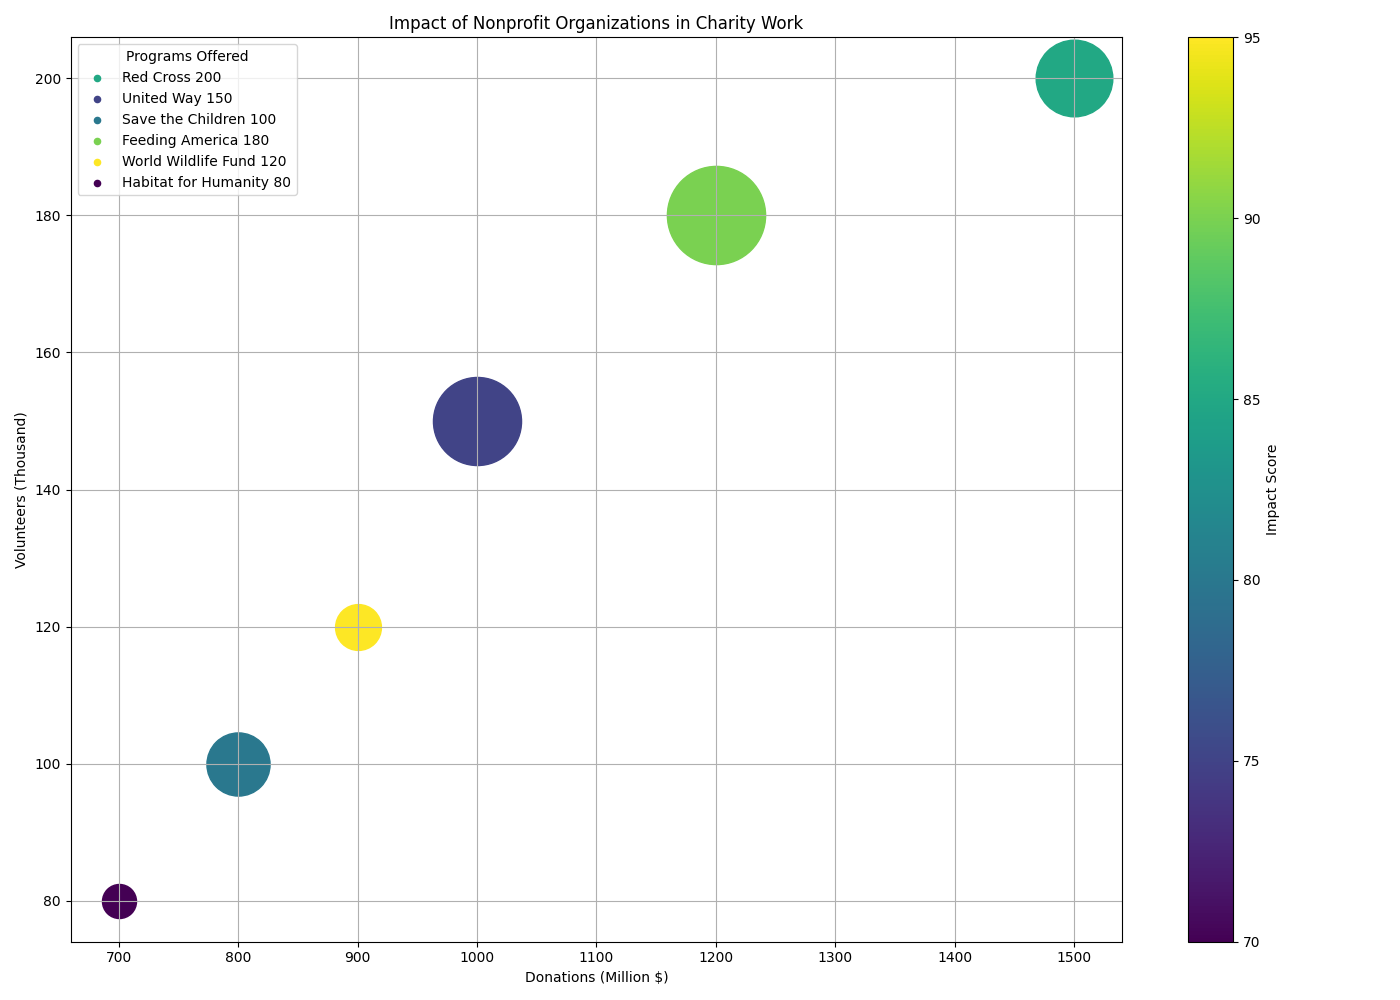 Impact of Nonprofit Organizations in Charity Work
Programs Offered
Red Cross 200
United Way 150
Save the Children 100
Feeding America 180
World Wildlife Fund 120
Habitat for Humanity 80
Volunteers (Thousand)
200
180
160
140
120
100
80
700 800 900 1000 1100 1200 1300 1400 1500
Donations (Million $)
95
90
85
80
75
70
Impact Score